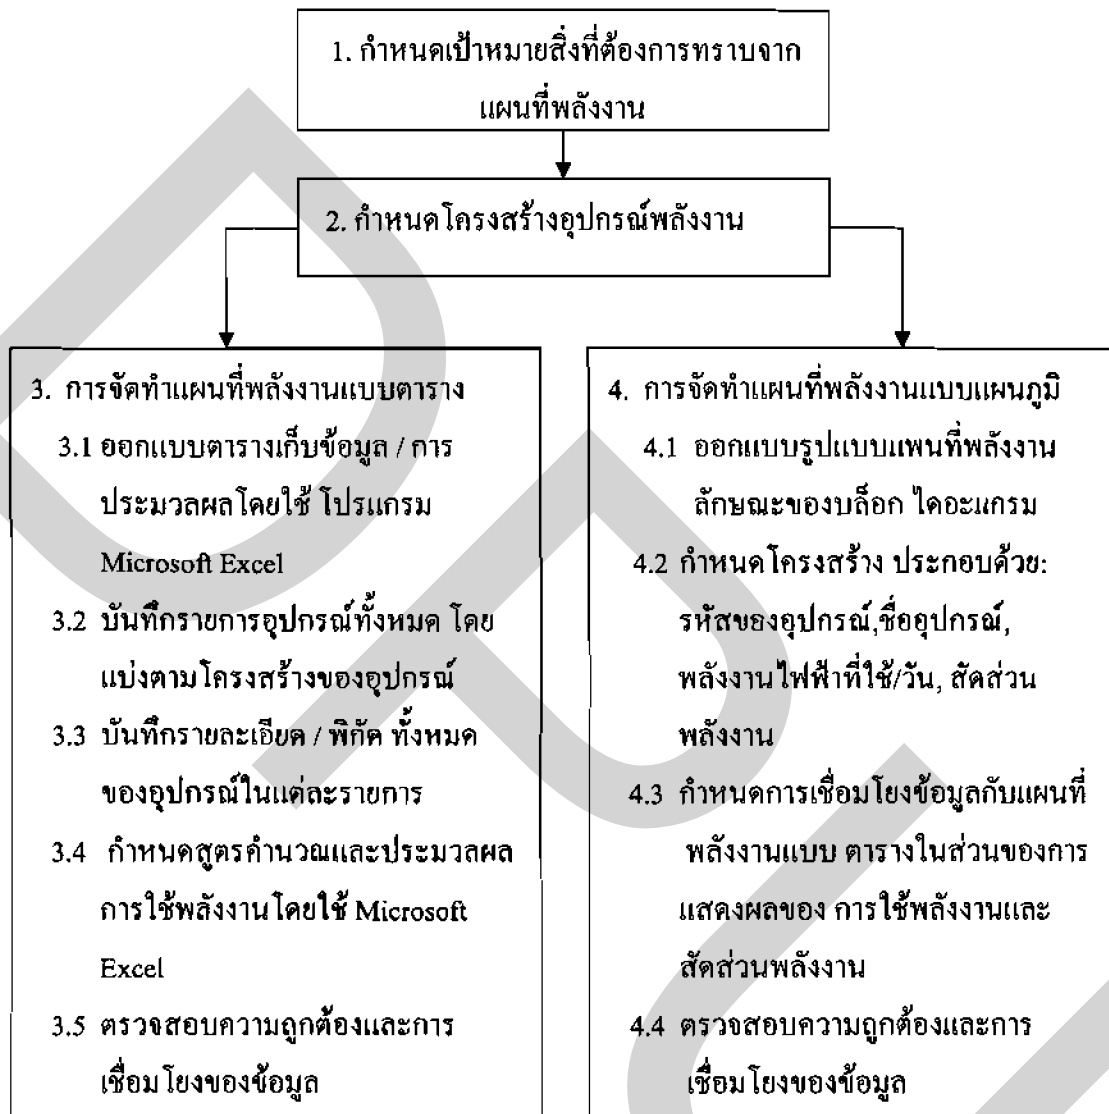 1. กำหนดเป้าหมายสิ่งที่ต้องการทราบจาก
แผนที่พลังงาน
2. กำหนดโครงสร้างอุปกรณ์พลังงาน
3. การจัดทำแผนที่พลังงานแบบตาราง
3.1 ออกแบบตารางเก็บข้อมูล / การ
ประมวลผลโดยใช้ โปรแกรม
Microsoft Excel
3.2 บันทึกรายการอุปกรณ์ทั้งหมด โดย
แบ่งตามโครงสร้างของอุปกรณ์
3.3 บันทึกรายละเอียด / พิกัด ทั้งหมด
ของอุปกรณ์ในแต่ละรายการ
3.4 กำหนดสูตรคำนวณและประมวลผล
การใช้พลังงานโดยใช้ Microsoft
Excel
3.5 ตรวจสอบความถูกต้องและการ
เชื่อมโยงของข้อมูล
4. การจัดทำแผนที่พลังงานแบบแผนภูมิ
4.1 ออกแบบรูปแบบแพนที่พลังงาน
ลักษณะของบล็อก ไดอะแกรม
4.2 กำหนดโครงสร้าง ประกอบด้วย:
รหัสของอุปกรณ์,ชื่ออุปกรณ์,
พลังงานไฟฟ้าที่ใช้/วัน, สัดส่วน
พลังงาน
4.3 กำหนดการเชื่อมโยงข้อมูลกับแผนที่
พลังงานแบบ ตารางในส่วนของการ
แสดงผลของ การใช้พลังงานและ
สัดส่วนพลังงาน
4.4 ตรวจสอบความถูกต้องและการ
เชื่อมโยงของข้อมูล